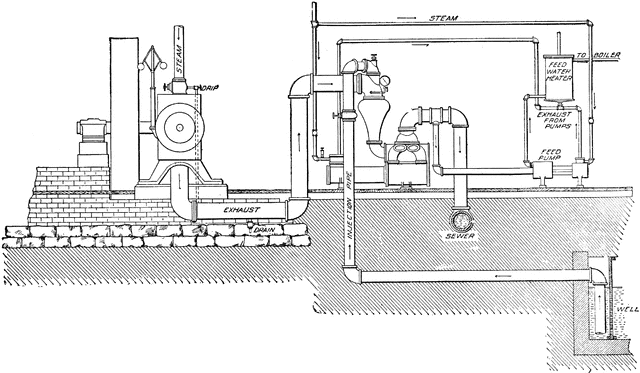 STEAM
STEAM
DRIP
FEED
WATER
HEATER
TO BOILER
EXHAUST
FROM
PUMPS
FEED
PUMP
EXHAUST
DRAIN
INJECTION PIPE
SEWER
WELL